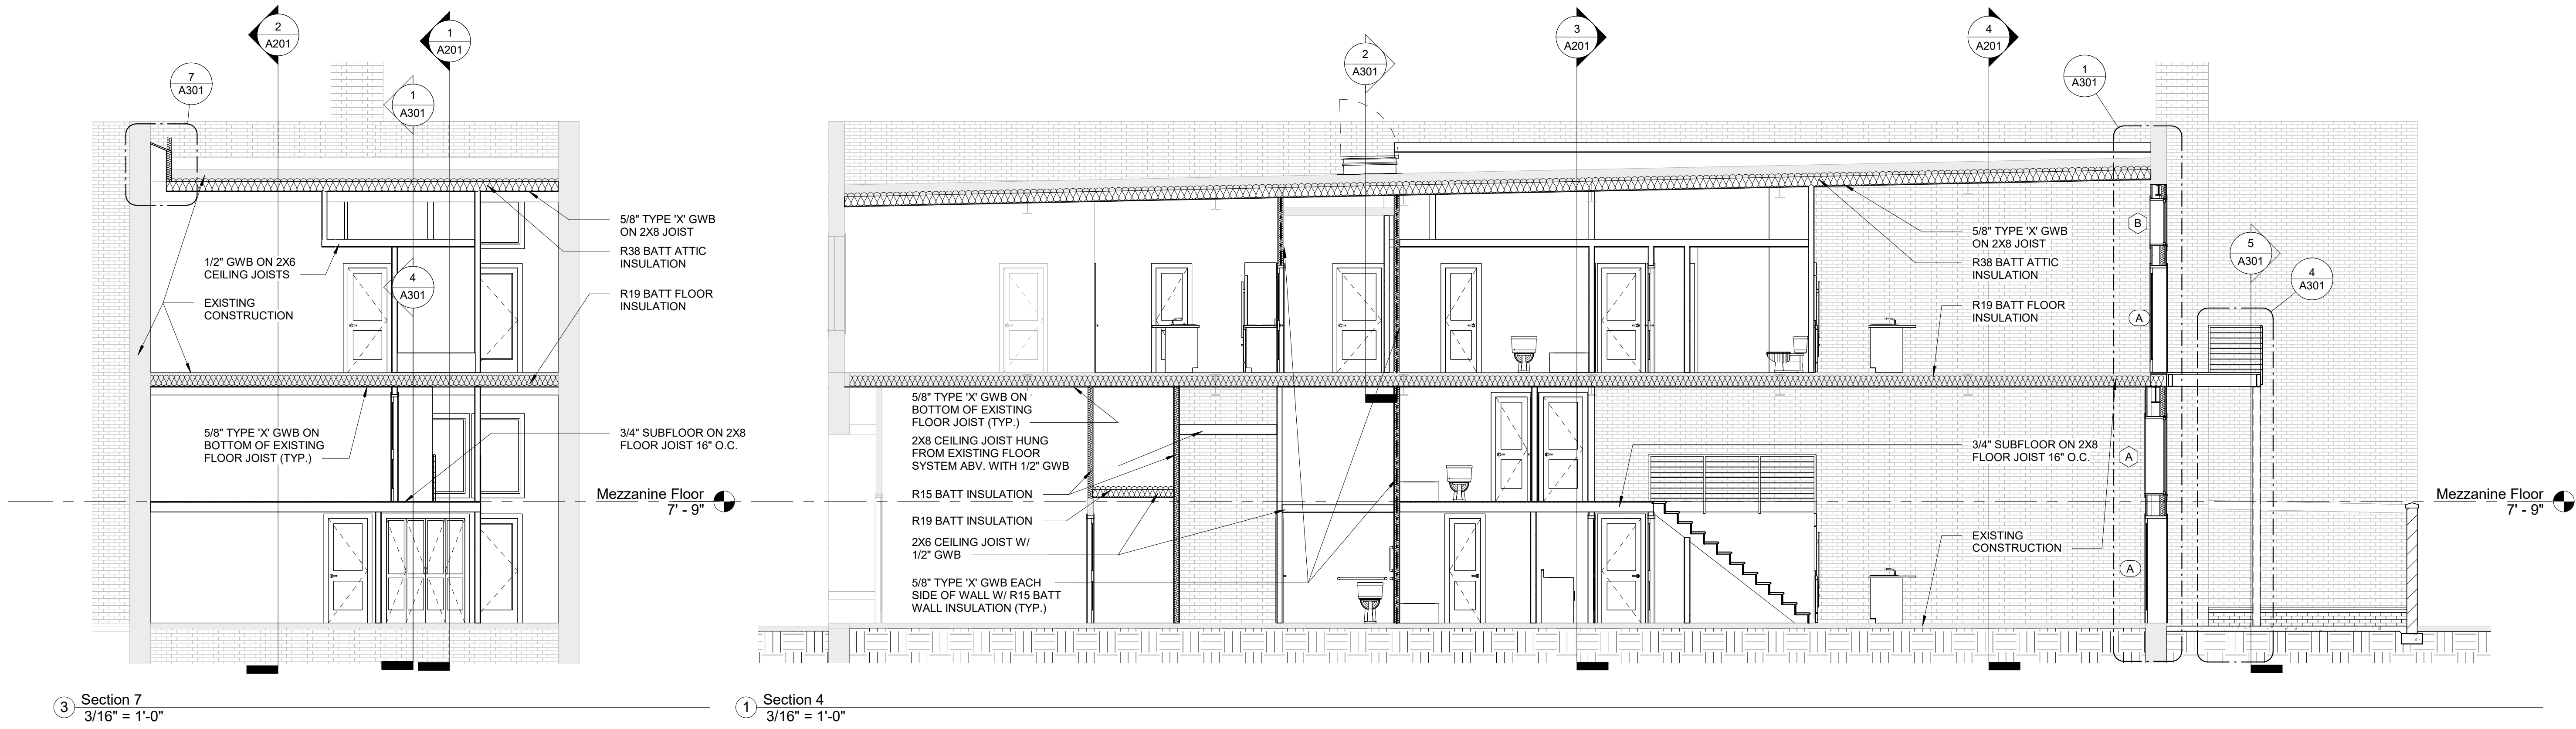 2
A201
1
A201
7
A301
1
A301
5/8" TYPE 'X' GWB
ON 2X8 JOIST
R38 BATT ATTIC
INSULATION
1/2" GWB ON 2X6
CEILING JOISTS
4
A301
R19 BATT FLOOR
INSULATION
EXISTING
CONSTRUCTION
5/8" TYPE 'X' GWB ON
BOTTOM OF EXISTING
FLOOR JOIST (TYP.)
3/4" SUBFLOOR ON 2X8
FLOOR JOIST 16" O.C.
Mezzanine Floor
7' - 9"
3
Section 7
3/16" = 1'-0"
2
A301
3
A201
4
A201
1
A301
5/8" TYPE 'X' GWB
ON 2X8 JOIST
R38 BATT ATTIC
INSULATION
B
5
A301
4
A301
R19 BATT FLOOR
INSULATION
A
5/8" TYPE 'X' GWB ON
BOTTOM OF EXISTING
FLOOR JOIST (TYP.)
2X8 CEILING JOIST HUNG
FROM EXISTING FLOOR
SYSTEM ABV. WITH 1/2" GWB
3/4" SUBFLOOR ON 2X8
FLOOR JOIST 16" O.C.
A
R15 BATT INSULATION
Mezzanine Floor
7' - 9"
R19 BATT INSULATION
2X6 CEILING JOIST W/
1/2" GWB
EXISTING
CONSTRUCTION
A
5/8" TYPE 'X' GWB EACH
SIDE OF WALL W/ R15 BATT
WALL INSULATION (TYP.)
1
Section 4
3/16" = 1'-0"